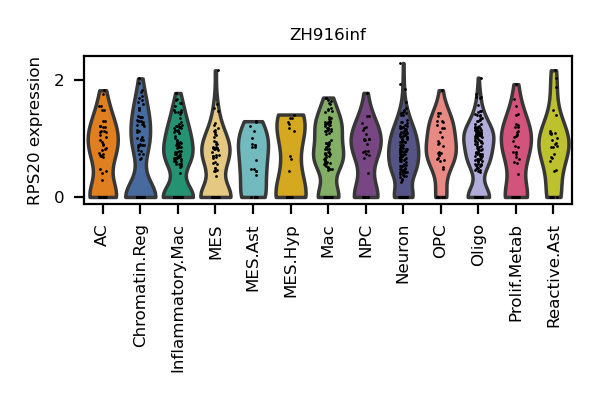 ZH916inf
RPS20 expression
2
0
AC
Chromatin.Reg
Inflammatory.Mac
MES
MES.Ast
MES.Hyp
Mac
NPC
Neuron
OPC
Oligo
Prolif.Metab
Reactive.Ast